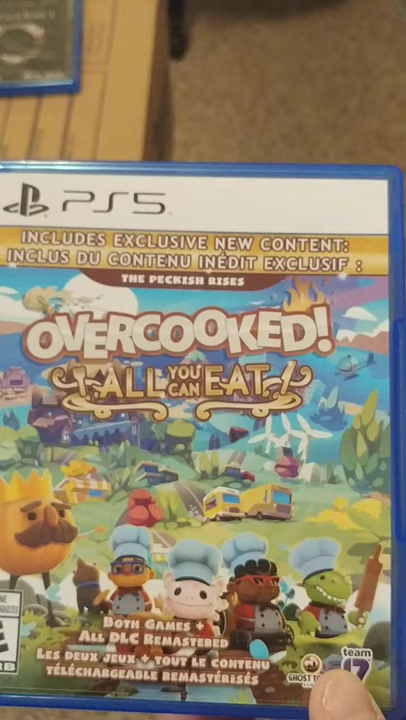 PS5
INCLUDES EXCLUSIVE NEW CONTENT:
INCLUS DU CONTENU INÉDIT EXCLUSIF :
THE PECKISH RISES
OVERCOOKED!
ALL YOU CAN EAT!
BOTH GAMES +
ALL DLC REMASTERED
LES DEUX JEUX + TOUT LE CONTENU
TÉLÉCHARGEABLE REMASTÉRISÉS
E
GHOST
team
17